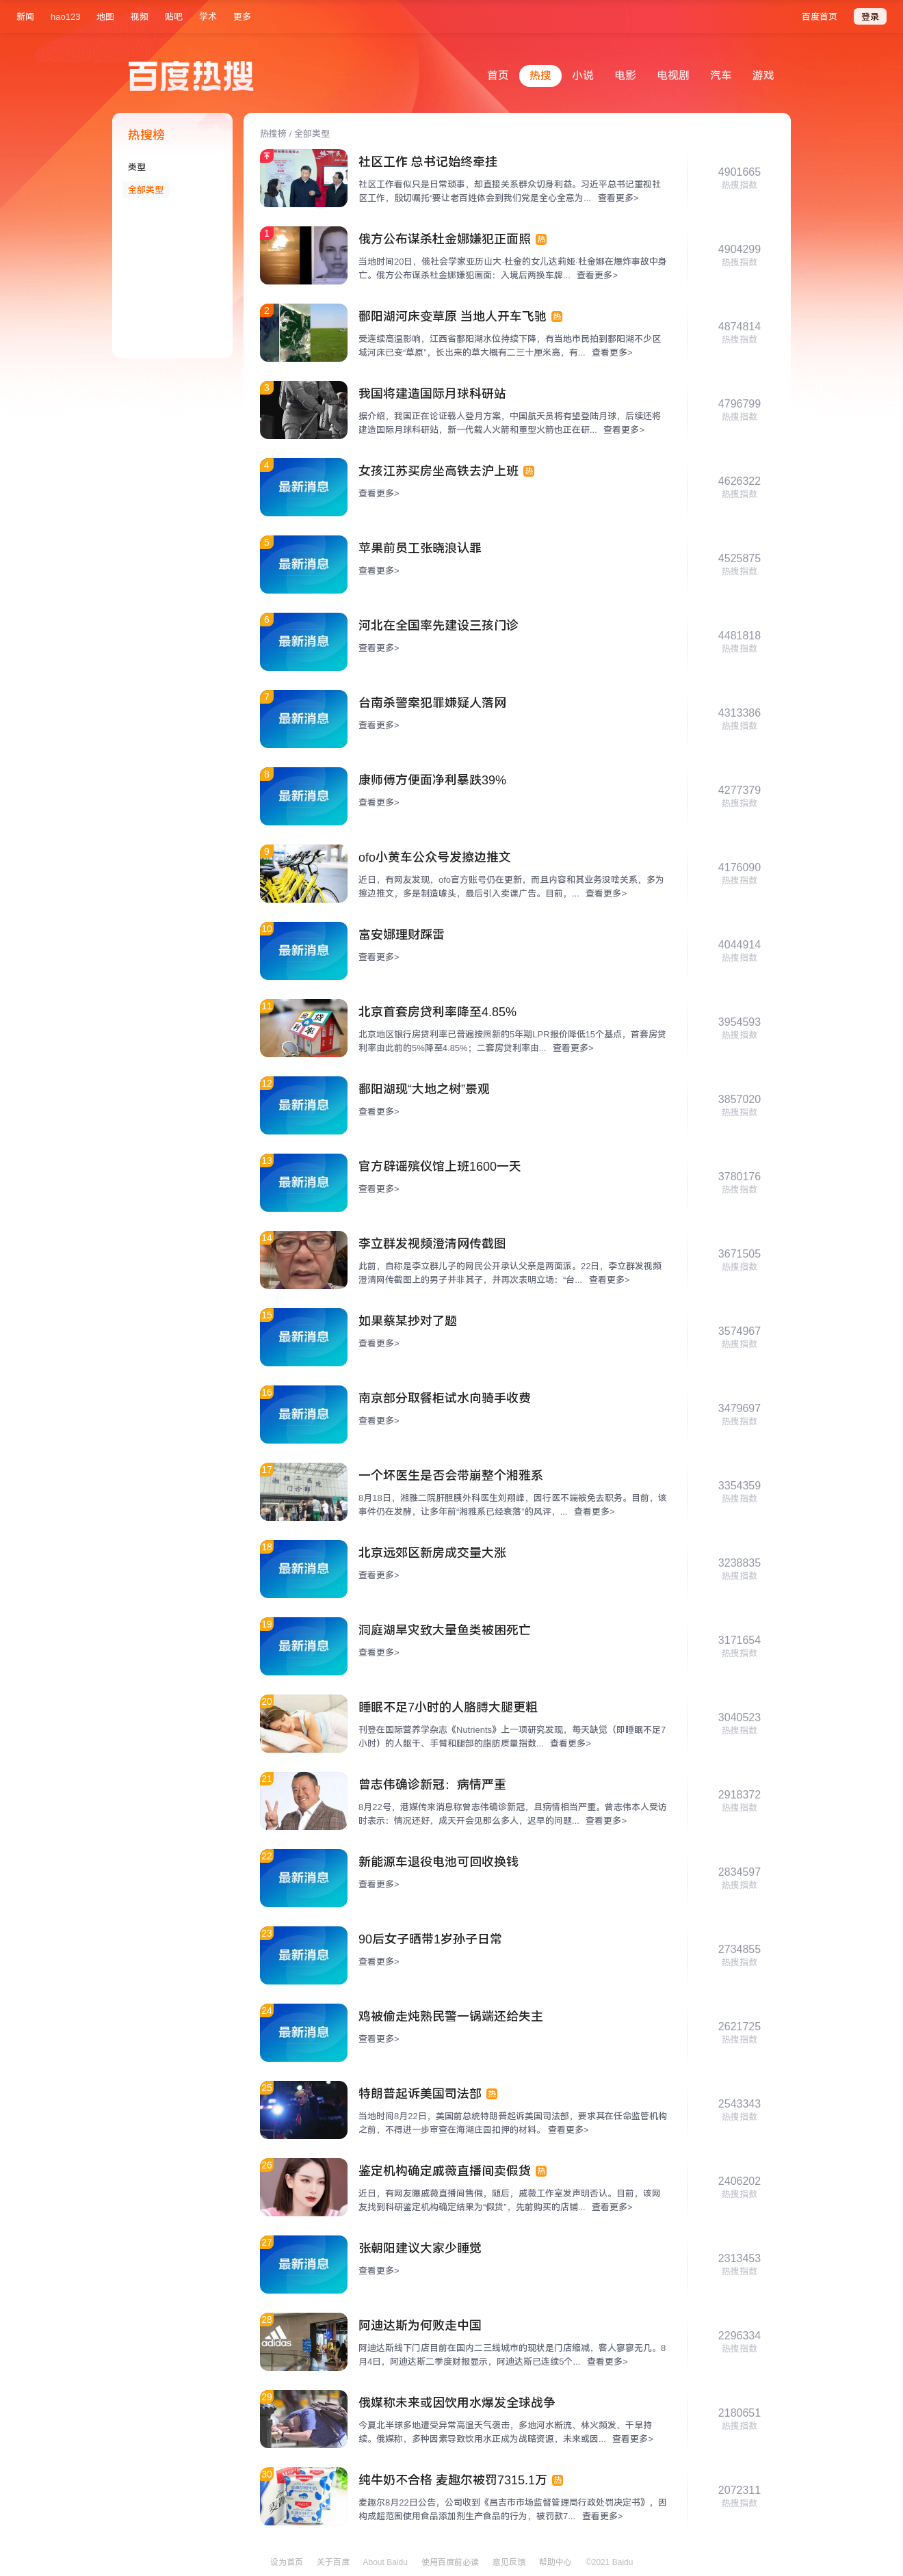 新闻 hao123 地图 视频 贴吧 学术 更多 百度首页 登录
百度热搜
首页 热搜 小说 电影 电视剧 汽车 游戏
热搜榜
类型
全部类型
热搜榜 / 全部类型
社区工作 总书记始终牵挂
社区工作看似只是日常琐事，却直接关系群众切身利益。习近平总书记重视社
区工作，殷切嘱托“要让老百姓体会到我们党是全心全意为... 查看更多>
4901665
热搜指数
1
俄方公布谋杀杜金娜嫌犯正面照 热
当地时间20日，俄社会学家亚历山大·杜金的女儿达莉娅·杜金娜在爆炸事故中身
亡。俄方公布谋杀杜金娜嫌犯画面：入境后两换车牌... 查看更多>
4904299
热搜指数
2
鄱阳湖河床变草原 当地人开车飞驰 热
受连续高温影响，江西省鄱阳湖水位持续下降，有当地市民拍到鄱阳湖不少区
域河床已变“草原”，长出来的草大概有二三十厘米高，有... 查看更多>
4874814
热搜指数
3
我国将建造国际月球科研站
据介绍，我国正在论证载人登月方案，中国航天员将有望登陆月球，后续还将
建造国际月球科研站，新一代载人火箭和重型火箭也正在研... 查看更多>
4796799
热搜指数
4
最新消息
女孩江苏买房坐高铁去沪上班 热
查看更多>
4626322
热搜指数
5
最新消息
苹果前员工张晓浪认罪
查看更多>
4525875
热搜指数
6
最新消息
河北在全国率先建设三孩门诊
查看更多>
4481818
热搜指数
7
最新消息
台南杀警案犯罪嫌疑人落网
查看更多>
4313386
热搜指数
8
最新消息
康师傅方便面净利暴跌39%
查看更多>
4277379
热搜指数
9
ofo小黄车公众号发擦边推文
近日，有网友发现，ofo官方账号仍在更新，而且内容和其业务没啥关系，多为
擦边推文，多是制造噱头，最后引入卖课广告。目前，... 查看更多>
4176090
热搜指数
10
最新消息
富安娜理财踩雷
查看更多>
4044914
热搜指数
11
房贷利率
北京首套房贷利率降至4.85%
北京地区银行房贷利率已普遍按照新的5年期LPR报价降低15个基点，首套房贷
利率由此前的5%降至4.85%；二套房贷利率由... 查看更多>
3954593
热搜指数
12
最新消息
鄱阳湖现“大地之树”景观
查看更多>
3857020
热搜指数
13
最新消息
官方辟谣殡仪馆上班1600一天
查看更多>
3780176
热搜指数
14
李立群发视频澄清网传截图
此前，自称是李立群儿子的网民公开承认父亲是两面派。22日，李立群发视频
澄清网传截图上的男子并非其子，并再次表明立场：“台... 查看更多>
3671505
热搜指数
15
最新消息
如果蔡某抄对了题
查看更多>
3574967
热搜指数
16
最新消息
南京部分取餐柜试水向骑手收费
查看更多>
3479697
热搜指数
17
一个坏医生是否会带崩整个湘雅系
8月18日，湘雅二院肝胆胰外科医生刘翔峰，因行医不端被免去职务。目前，该
事件仍在发酵，让多年前“湘雅系已经衰落”的风评，... 查看更多>
3354359
热搜指数
18
最新消息
北京远郊区新房成交量大涨
查看更多>
3238835
热搜指数
19
最新消息
洞庭湖旱灾致大量鱼类被困死亡
查看更多>
3171654
热搜指数
20
睡眠不足7小时的人胳膊大腿更粗
刊登在国际营养学杂志《Nutrients》上一项研究发现，每天缺觉（即睡眠不足7
小时）的人躯干、手臂和腿部的脂肪质量指数... 查看更多>
3040523
热搜指数
21
曾志伟确诊新冠：病情严重
8月22号，港媒传来消息称曾志伟确诊新冠，且病情相当严重。曾志伟本人受访
时表示：情况还好，成天开会见那么多人，迟早的问题... 查看更多>
2918372
热搜指数
22
最新消息
新能源车退役电池可回收换钱
查看更多>
2834597
热搜指数
23
最新消息
90后女子晒带1岁孙子日常
查看更多>
2734855
热搜指数
24
最新消息
鸡被偷走炖熟民警一锅端还给失主
查看更多>
2621725
热搜指数
25
特朗普起诉美国司法部 热
当地时间8月22日，美国前总统特朗普起诉美国司法部，要求其在任命监管机构
之前，不得进一步审查在海湖庄园扣押的材料。 查看更多>
2543343
热搜指数
26
鉴定机构确定戚薇直播间卖假货 热
近日，有网友曝戚薇直播间售假，随后，戚薇工作室发声明否认。目前，该网
友找到科研鉴定机构确定结果为“假货”，先前购买的店铺... 查看更多>
2406202
热搜指数
27
最新消息
张朝阳建议大家少睡觉
查看更多>
2313453
热搜指数
28
adidas
阿迪达斯为何败走中国
阿迪达斯线下门店目前在国内二三线城市的现状是门店缩减，客人寥寥无几。8
月4日，阿迪达斯二季度财报显示，阿迪达斯已连续5个... 查看更多>
2296334
热搜指数
29
俄媒称未来或因饮用水爆发全球战争
今夏北半球多地遭受异常高温天气袭击，多地河水断流、林火频发、干旱持
续。俄媒称，多种因素导致饮用水正成为战略资源，未来或因... 查看更多>
2180651
热搜指数
30
纯牛奶不合格 麦趣尔被罚7315.1万 热
麦趣尔8月22日公告，公司收到《昌吉市市场监督管理局行政处罚决定书》，因
构成超范围使用食品添加剂生产食品的行为，被罚款7... 查看更多>
2072311
热搜指数
设为首页 关于百度 About Baidu 使用百度前必读 意见反馈 帮助中心 ©2021 Baidu